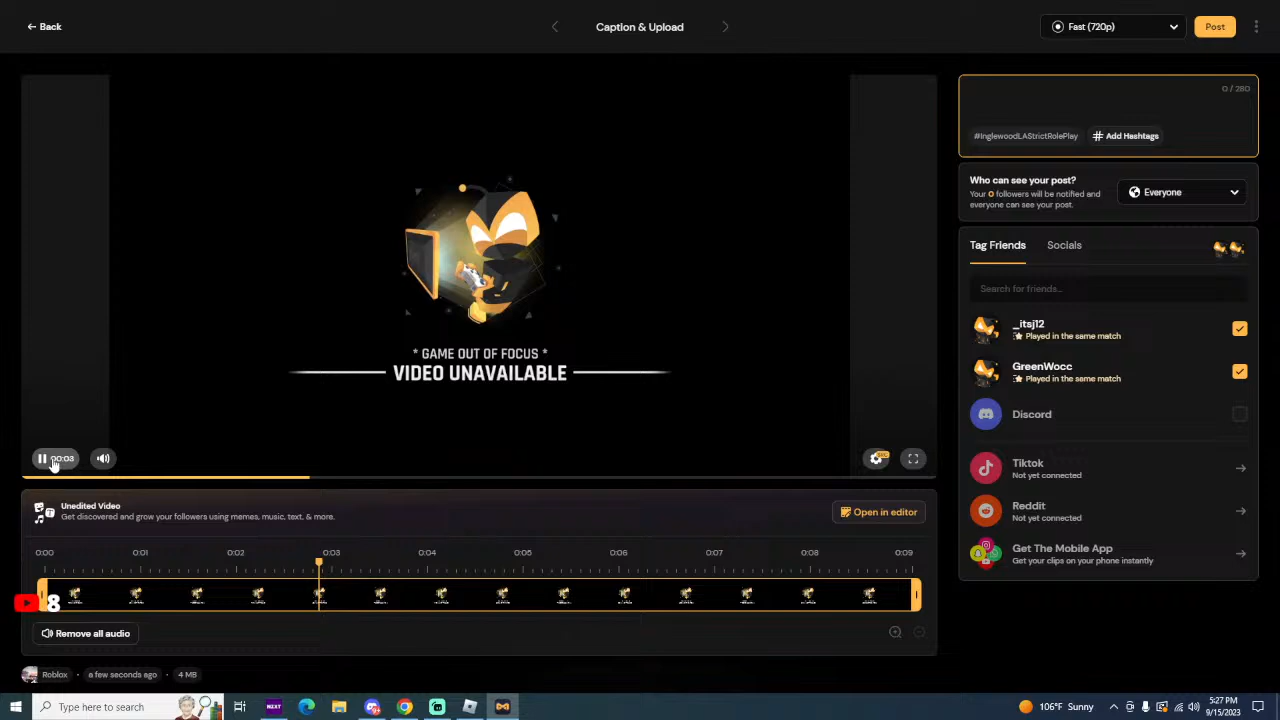 Back
Caption & Upload
Fast (720p)
Post
0 / 280
#InglewoodLAStrictRolePlay
# Add Hashtags
Who can see your post?
Your 0 followers will be notified and
everyone can see your post.
Everyone
* GAME OUT OF FOCUS *
VIDEO UNAVAILABLE
Tag Friends
Socials
Search for friends...
_itsj12
Played in the same match
GreenWocc
Played in the same match
Discord
Tiktok
Not yet connected
Reddit
Not yet connected
Get The Mobile App
Get your clips on your phone instantly
00:03
Unedited Video
Get discovered and grow your followers using memes, music, text, & more.
Open in editor
0:00 0:01 0:02 0:03 0:04 0:05 0:06 0:07 0:08 0:09
8
Remove all audio
Roblox · a few seconds ago · 4 MB
Type here to search
NZXT
106°F Sunny
5:27 PM
9/15/2023